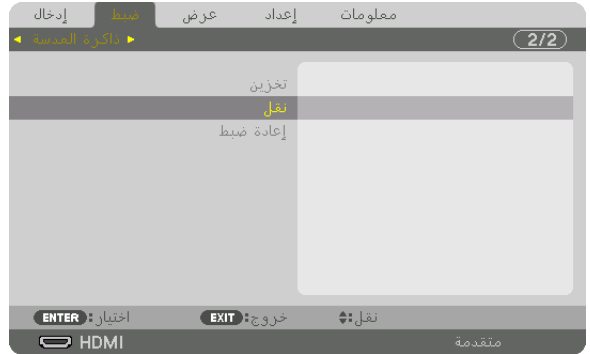 إدخال ضبط عرض إعداد معلومات
◀ ذاكرة العدسة ▶ 2/2
تخزين
نقل
إعادة ضبط
ENTER :اختيار EXIT :خروج نقل:
HDMI متقدمة